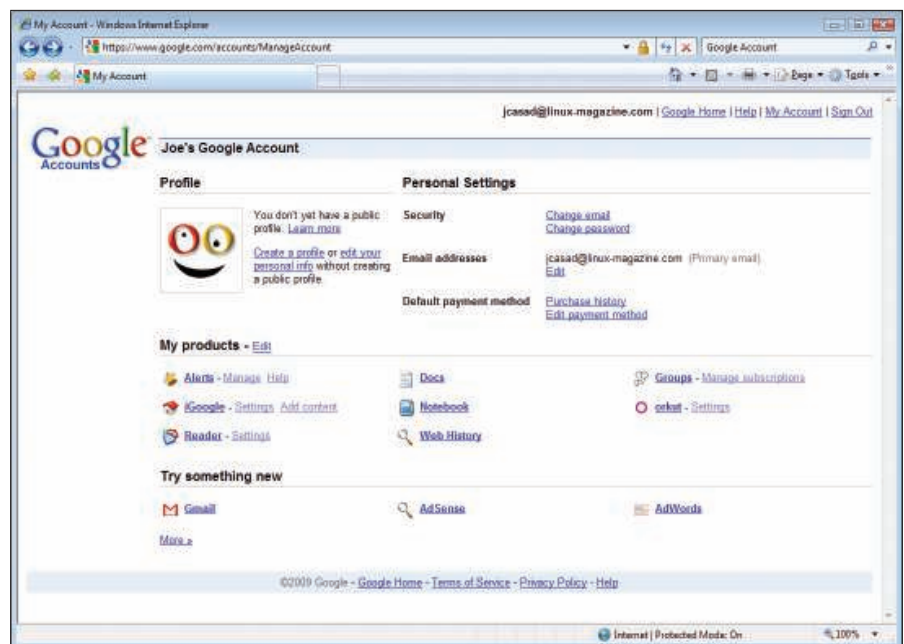 My Account - Windows Internet Explorer
https://www.google.com/accounts/ManageAccount
Google Account
My Account
Page
Tools
jcasad@linux-magazine.com | Google Home | Help | My Account | Sign Out
Google
Accounts
Joe's Google Account
Profile
You don't yet have a public
profile. Learn more
Create a profile or edit your
personal info without creating
a public profile.
Personal Settings
Security
Change email
Change password
Email addresses
jcasad@linux-magazine.com (Primary email)
Edit
Default payment method
Purchase history
Edit payment method
My products - Edit
Alerts - Manage Help
Docs
Groups - Manage subscriptions
iGoogle - Settings Add content
Notebook
orkut - Settings
Reader - Settings
Web History
Try something new
Gmail
AdSense
AdWords
More »
©2009 Google - Google Home - Terms of Service - Privacy Policy - Help
Internet | Protected Mode: On
100%